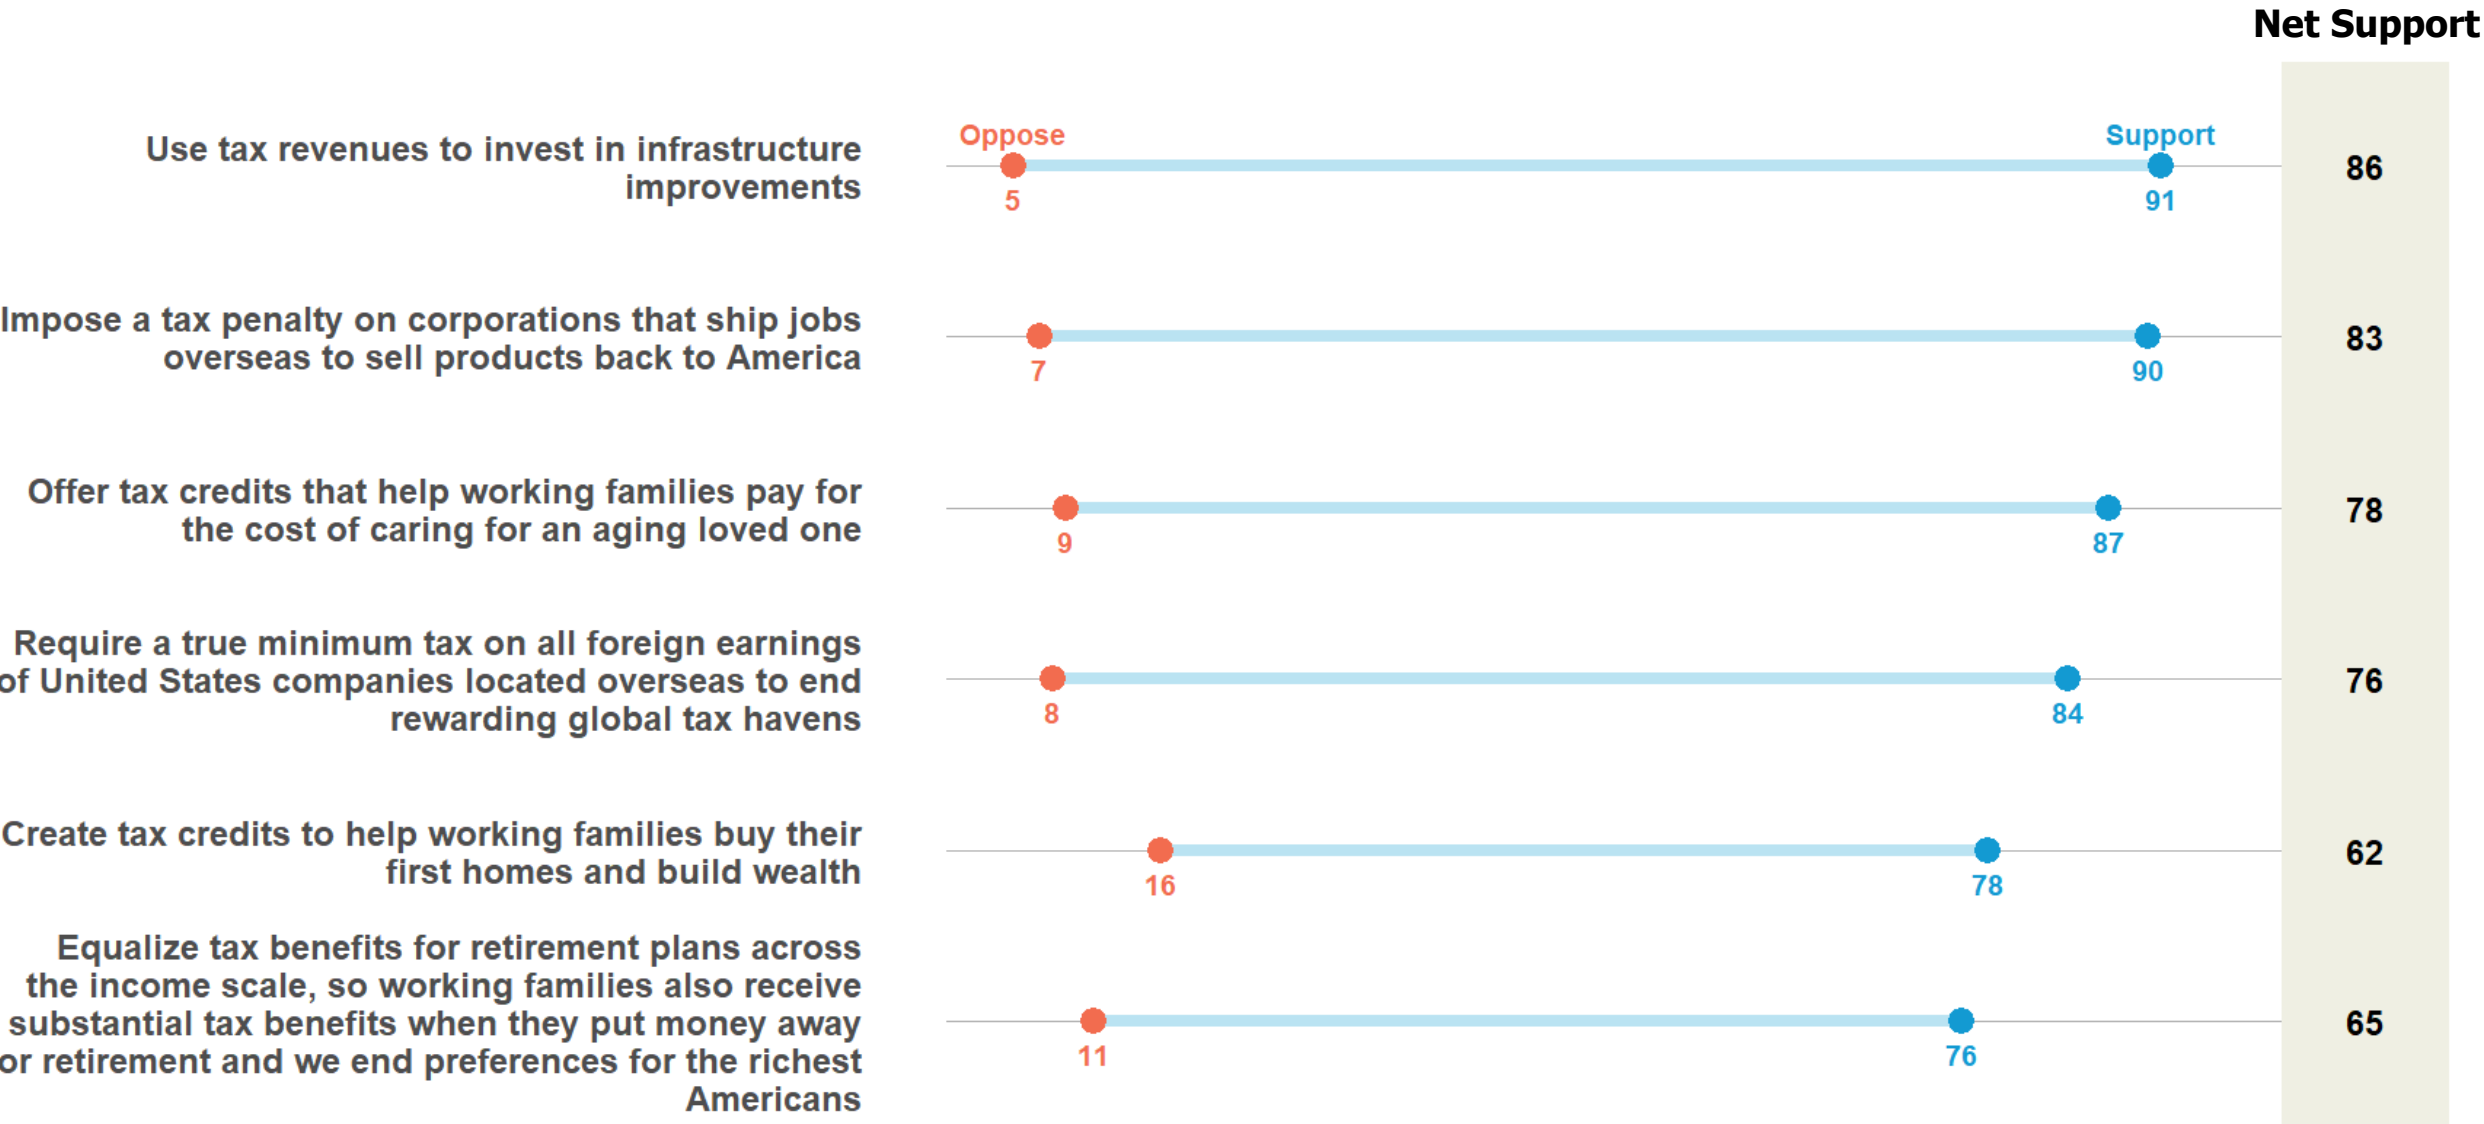 Net Support
Use tax revenues to invest in infrastructure
improvements
Oppose
Support
5
91
86
Impose a tax penalty on corporations that ship jobs
overseas to sell products back to America
7
90
83
Offer tax credits that help working families pay for
the cost of caring for an aging loved one
9
87
78
Require a true minimum tax on all foreign earnings
of United States companies located overseas to end
rewarding global tax havens
8
84
76
Create tax credits to help working families buy their
first homes and build wealth
16
78
62
Equalize tax benefits for retirement plans across
the income scale, so working families also receive
substantial tax benefits when they put money away
or retirement and we end preferences for the richest
Americans
11
76
65